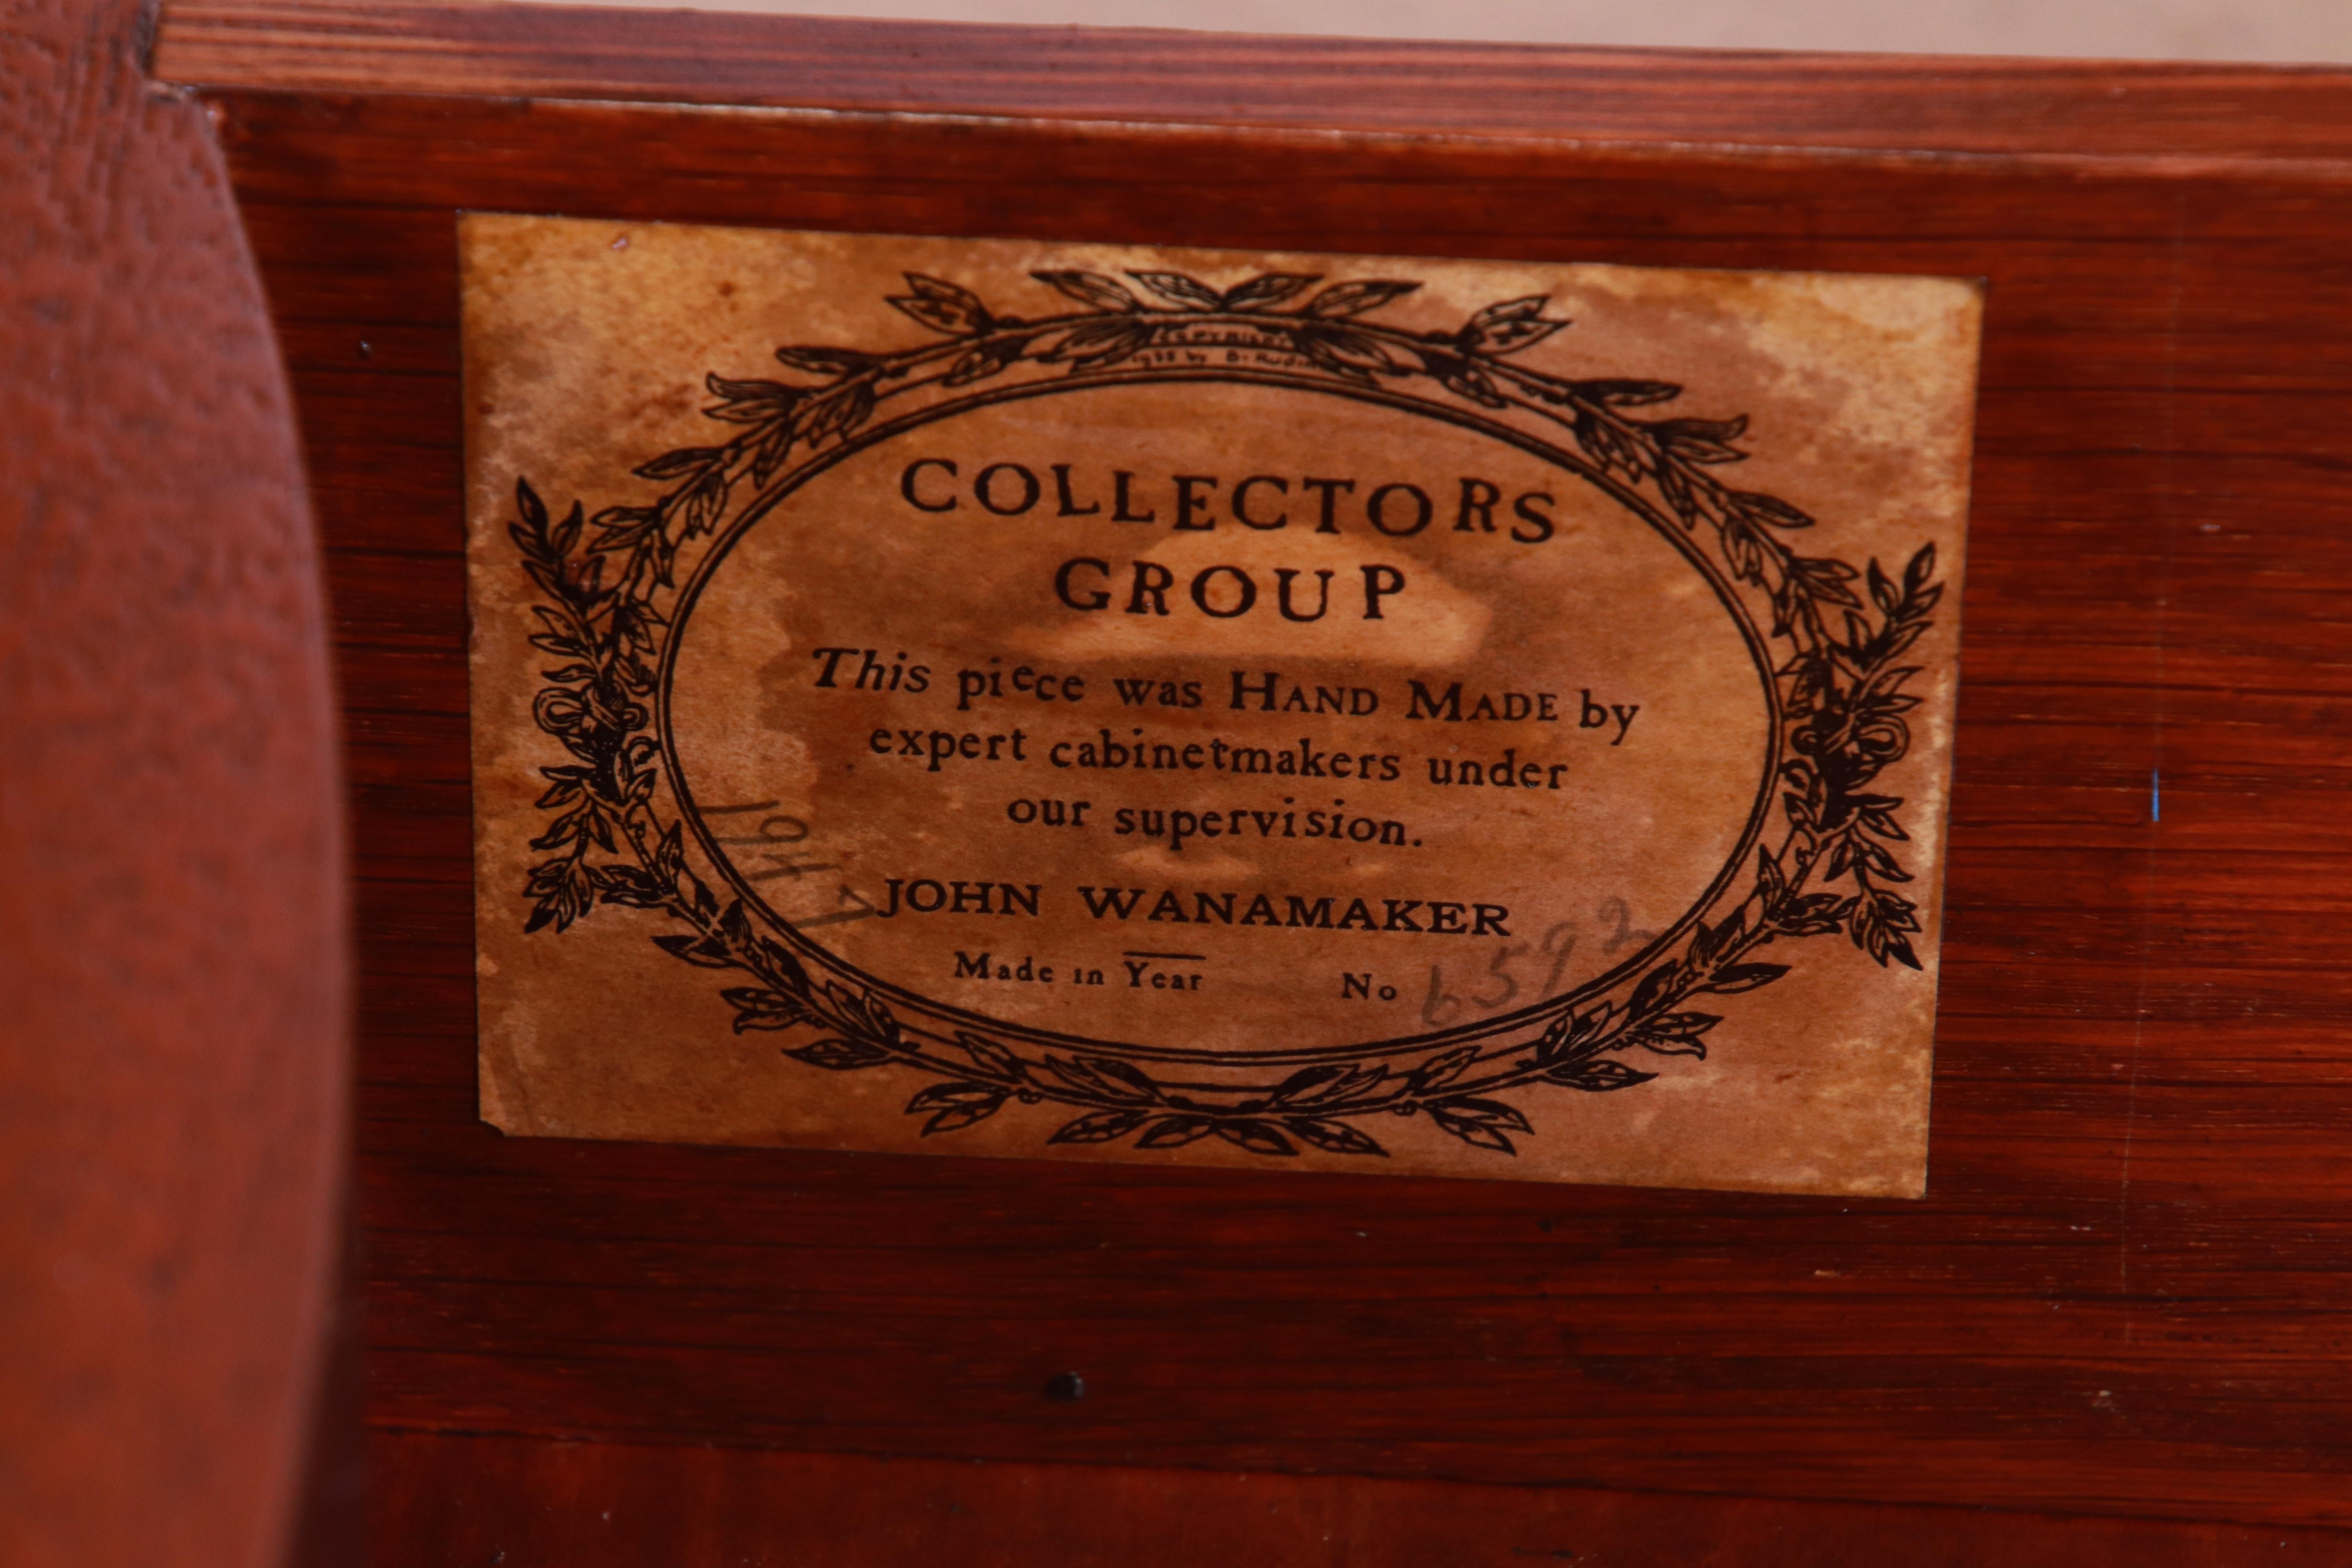 COPYRIGHT
COLLECTORS
GROUP
This piece was HAND MADE by
expert cabinetmakers under
our supervision.
1947
JOHN WANAMAKER
Made in Year No 6592